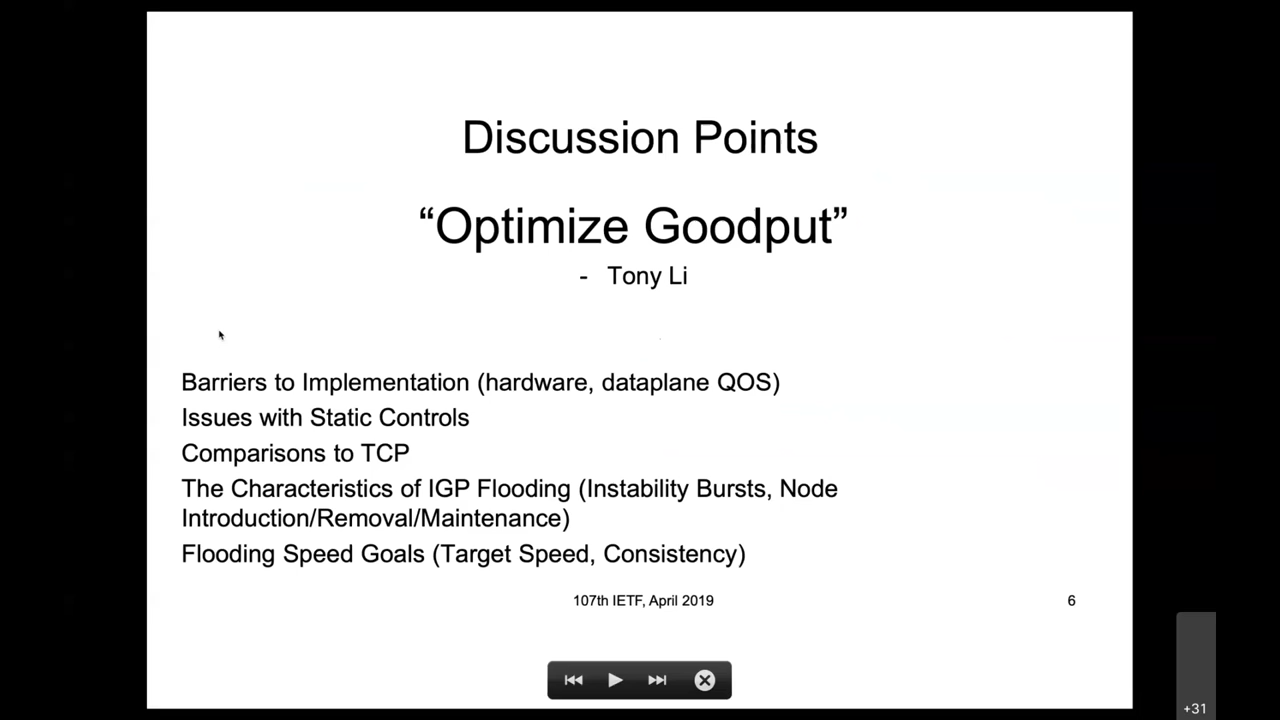 Discussion Points
“Optimize Goodput”
- Tony Li
Barriers to Implementation (hardware, dataplane QOS)
Issues with Static Controls
Comparisons to TCP
The Characteristics of IGP Flooding (Instability Bursts, Node
Introduction/Removal/Maintenance)
Flooding Speed Goals (Target Speed, Consistency)
107th IETF, April 2019
6
+31